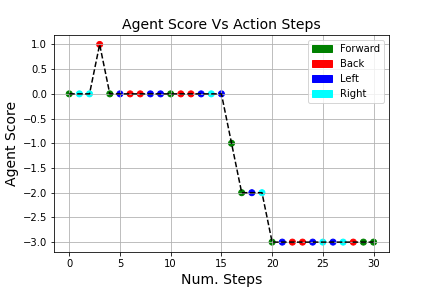 Agent Score Vs Action Steps
Agent Score
1.0
0.5
0.0
−0.5
−1.0
−1.5
−2.0
−2.5
−3.0
Forward
Back
Left
Right
0 5 10 15 20 25 30
Num. Steps